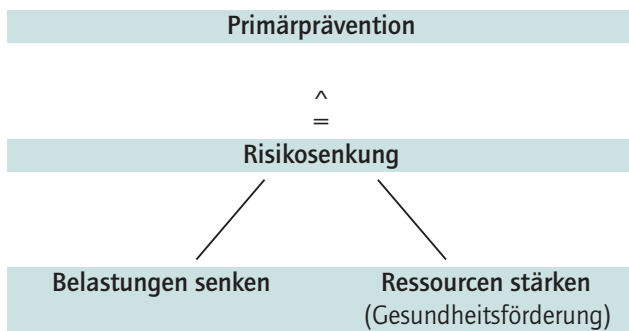 Primärprävention
^
=
Risikosenkung
Belastungen senken
Ressourcen stärken
(Gesundheitsförderung)